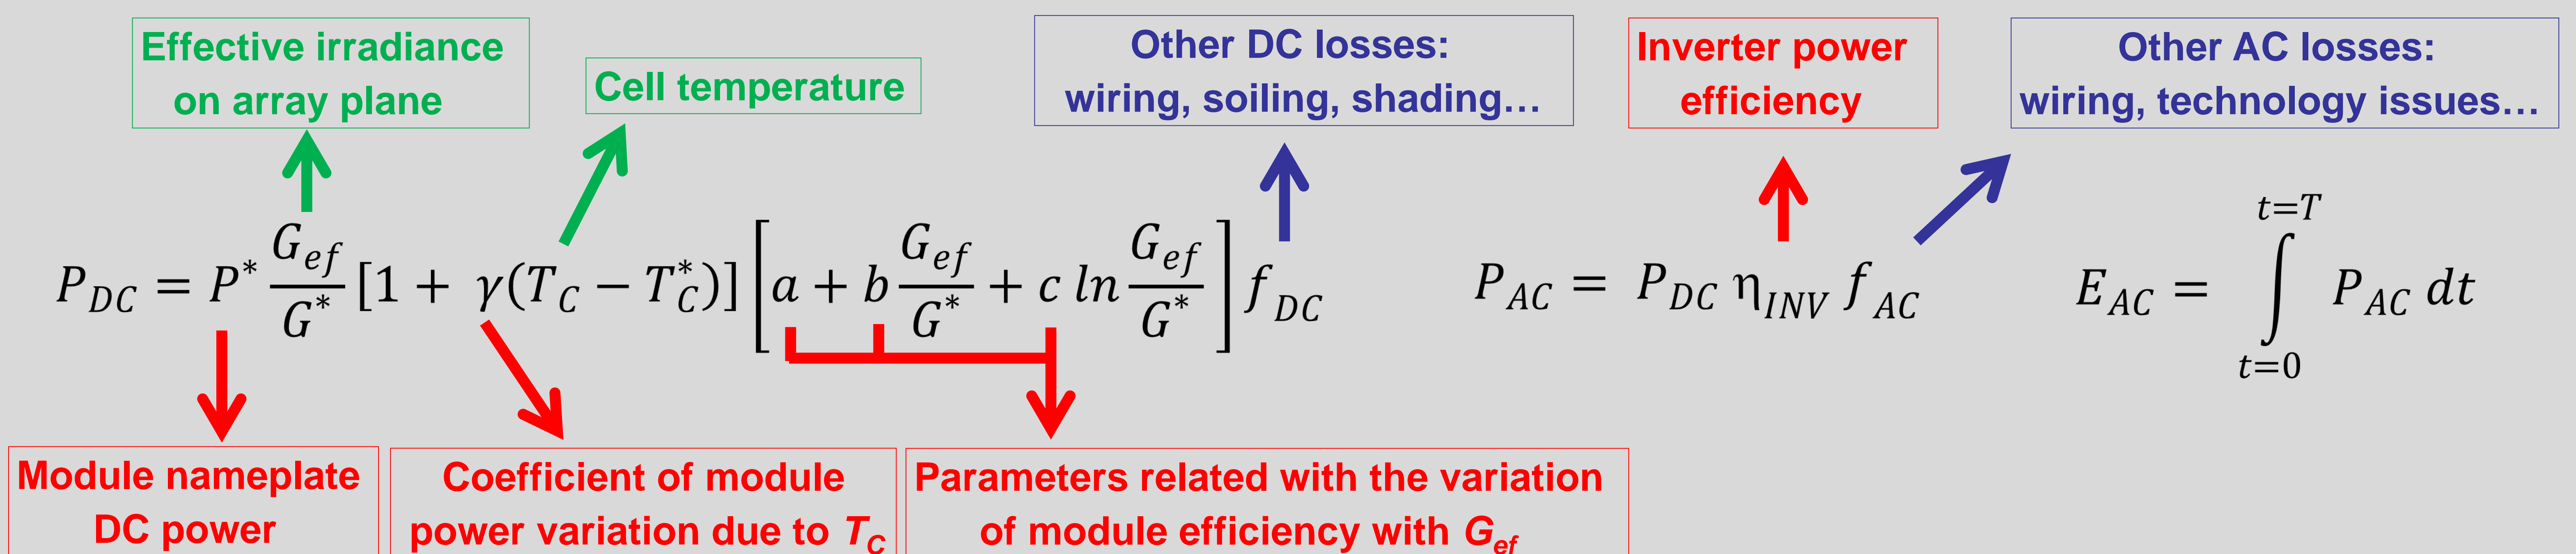 Effective irradiance
on array plane
Cell temperature
Other DC losses:
wiring, soiling, shading…
Inverter power
efficiency
Other AC losses:
wiring, technology issues…
P_DC = P* G_ef/G* [1 + γ(T_C − T_C*)] [a + b G_ef/G* + c ln G_ef/G*] f_DC
P_AC = P_DC η_INV f_AC
E_AC = ∫_{t=0}^{t=T} P_AC dt
Module nameplate
DC power
Coefficient of module
power variation due to T_C
Parameters related with the variation
of module efficiency with G_ef